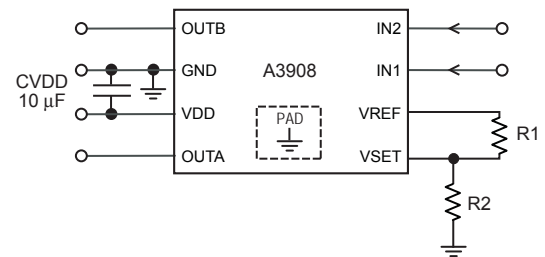 OUTB
IN2
GND
A3908
IN1
CVDD
10 µF
VDD
PAD
VREF
R1
OUTA
VSET
R2